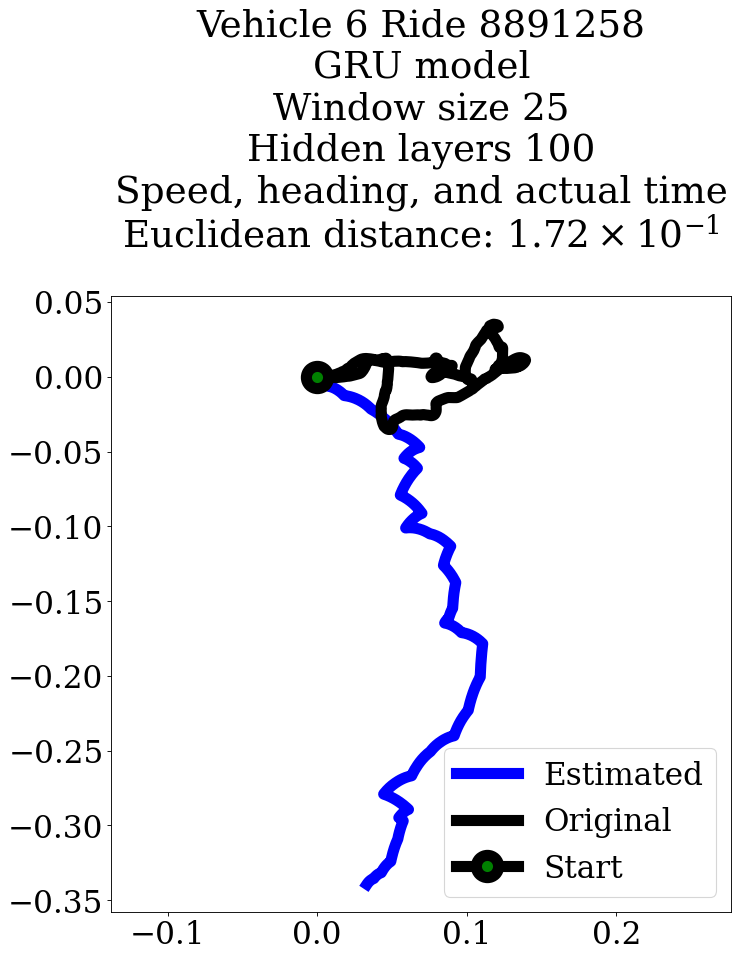 Vehicle 6 Ride 8891258
GRU model
Window size 25
Hidden layers 100
Speed, heading, and actual time
Euclidean distance: 1.72 × 10⁻¹
0.05
0.00
−0.05
−0.10
−0.15
−0.20
−0.25
−0.30
−0.35
Estimated
Original
Start
−0.1 0.0 0.1 0.2